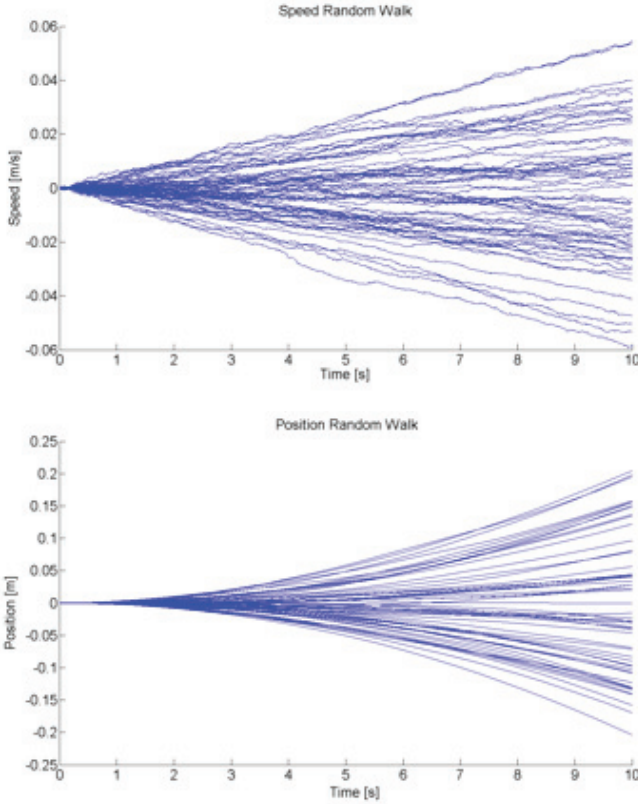 Speed Random Walk
0.06
0.04
0.02
0
-0.02
-0.04
-0.06
Speed [m/s]
0 1 2 3 4 5 6 7 8 9 10
Time [s]
Position Random Walk
0.25
0.2
0.15
0.1
0.05
0
-0.05
-0.1
-0.15
-0.2
-0.25
Position [m]
0 1 2 3 4 5 6 7 8 9 10
Time [s]